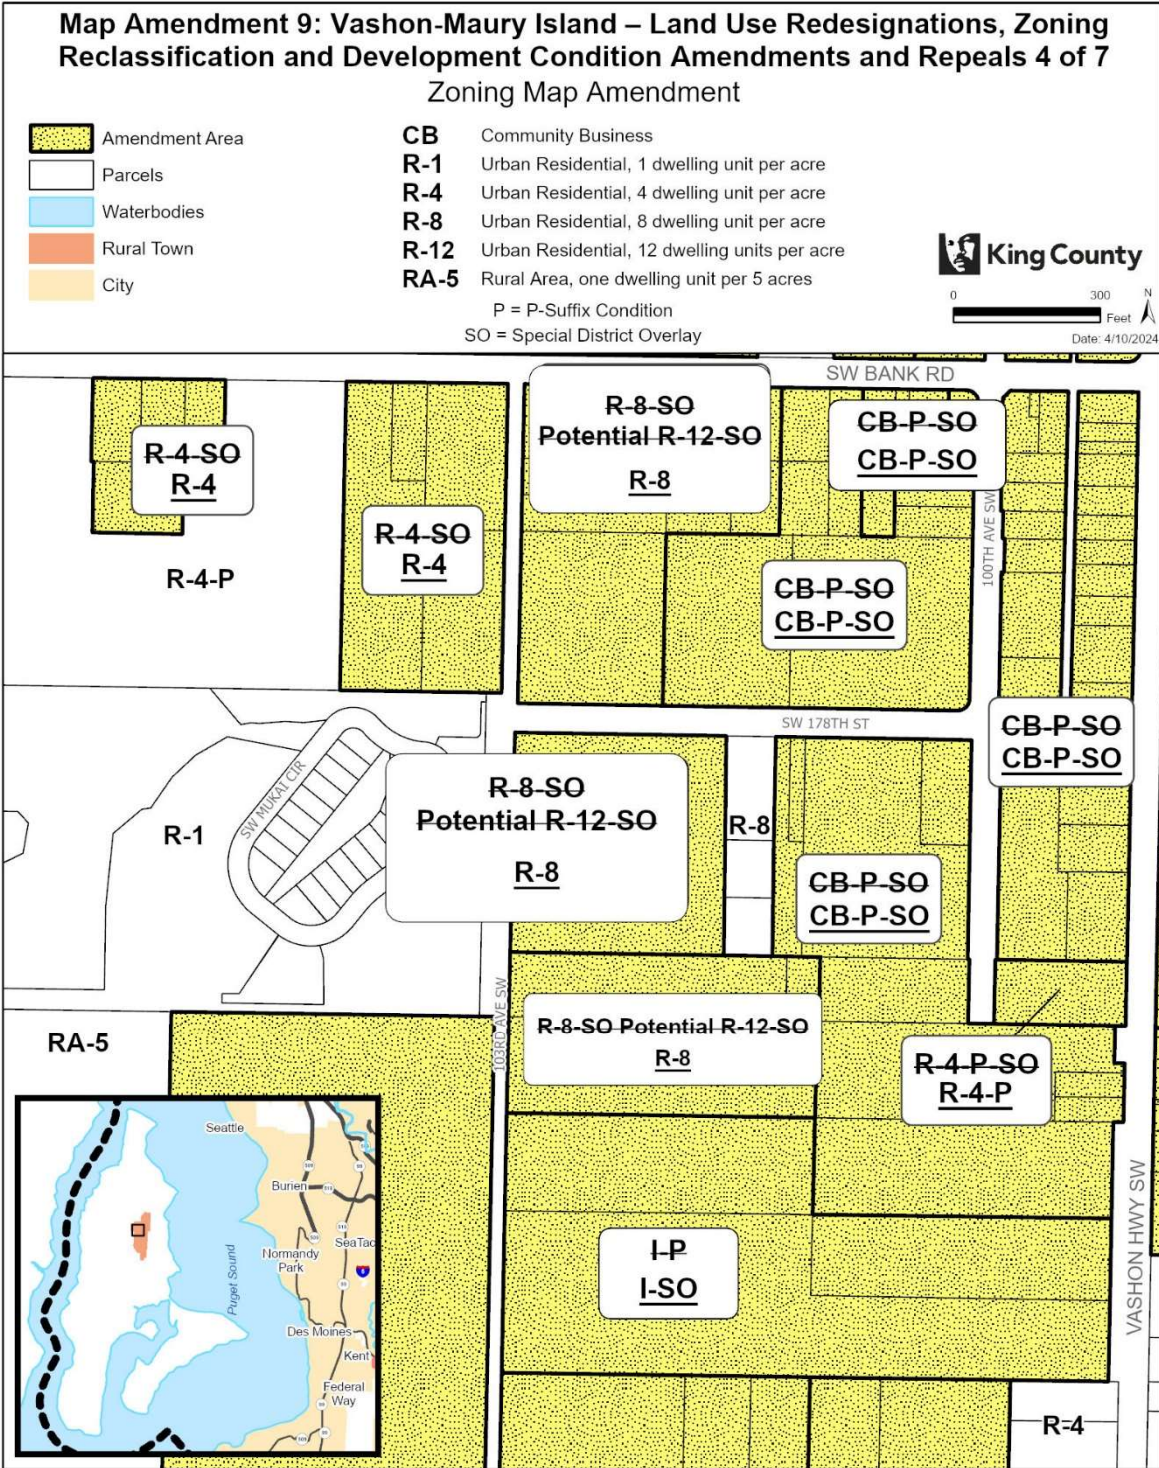 Map Amendment 9: Vashon-Maury Island – Land Use Redesignations, Zoning
Reclassification and Development Condition Amendments and Repeals 4 of 7
Zoning Map Amendment
Amendment Area
Parcels
Waterbodies
Rural Town
City
CB Community Business
R-1 Urban Residential, 1 dwelling unit per acre
R-4 Urban Residential, 4 dwelling unit per acre
R-8 Urban Residential, 8 dwelling unit per acre
R-12 Urban Residential, 12 dwelling units per acre
RA-5 Rural Area, one dwelling unit per 5 acres
P = P-Suffix Condition
SO = Special District Overlay
King County
0 300
Feet
N
Date: 4/10/2024
SW BANK RD
R-4-SO
R-4
R-4-P
R-4-SO
R-4
R-8-SO
Potential R-12-SO
R-8
CB-P-SO
CB-P-SO
100TH AVE SW
CB-P-SO
CB-P-SO
SW 178TH ST
CB-P-SO
CB-P-SO
SW MUKAI CIR
R-1
R-8-SO
Potential R-12-SO
R-8
R-8
CB-P-SO
CB-P-SO
103RD AVE SW
RA-5
R-8-SO Potential R-12-SO
R-8
R-4-P-SO
R-4-P
I-P
I-SO
VASHON HWY SW
R-4
Seattle
Burien
Normandy
Park
SeaTac
Puget Sound
Des Moines
Kent
Federal
Way